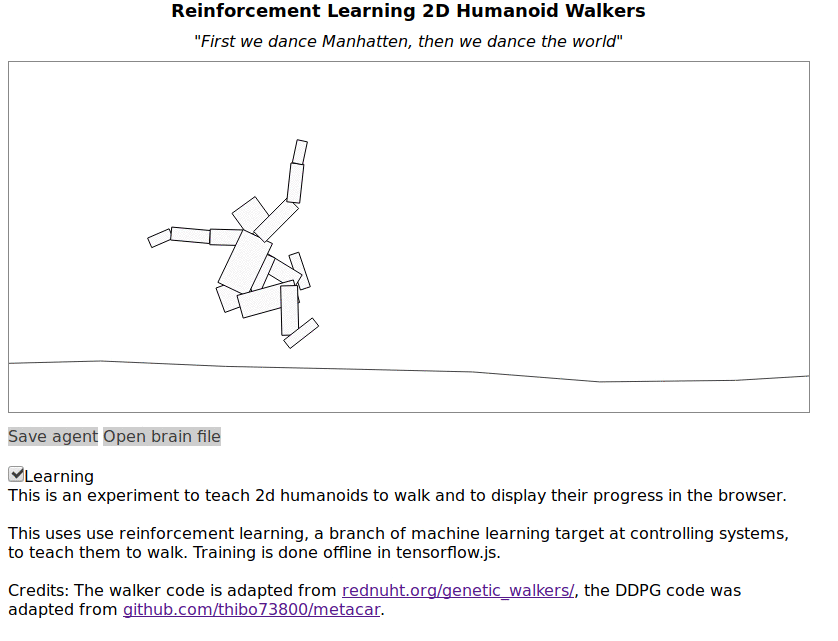 Reinforcement Learning 2D Humanoid Walkers
"First we dance Manhatten, then we dance the world"
Save agent Open brain file
Learning
This is an experiment to teach 2d humanoids to walk and to display their progress in the browser.
This uses use reinforcement learning, a branch of machine learning target at controlling systems,
to teach them to walk. Training is done offline in tensorflow.js.
Credits: The walker code is adapted from rednuht.org/genetic_walkers/, the DDPG code was
adapted from github.com/thibo73800/metacar.